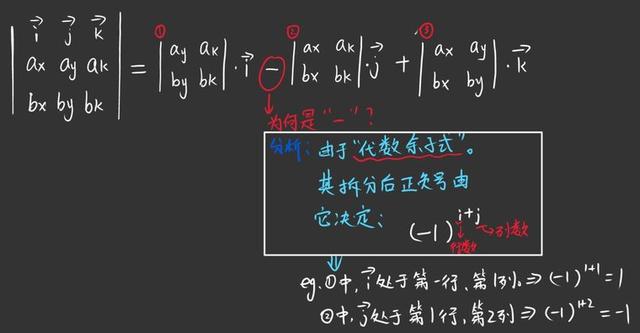 | i⃗ j⃗ k⃗ |
| ax ay ak | = ① | ay ak | · i⃗ − ② | ax ak | · j⃗ + ③ | ax ay | · k⃗
| bx by bk | | by bk | | bx bk | | bx by |
为何是“一”?
分析: 由于“代数余子式”。
其拆分后正负号由
它决定: (-1)^{i+j}
行数 列数
eg. ①中, i⃗处于第一行、第1列。⇒ (-1)^{1+1} = 1
②中, j⃗处于第1行,第2列 ⇒ (-1)^{1+2} = -1